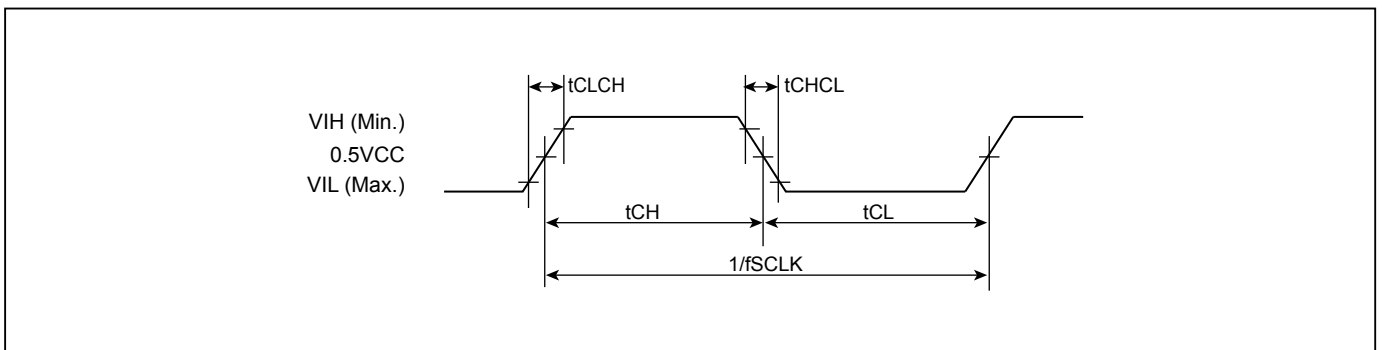 tCLCH
tCHCL
VIH (Min.)
0.5VCC
VIL (Max.)
tCH
tCL
1/fSCLK